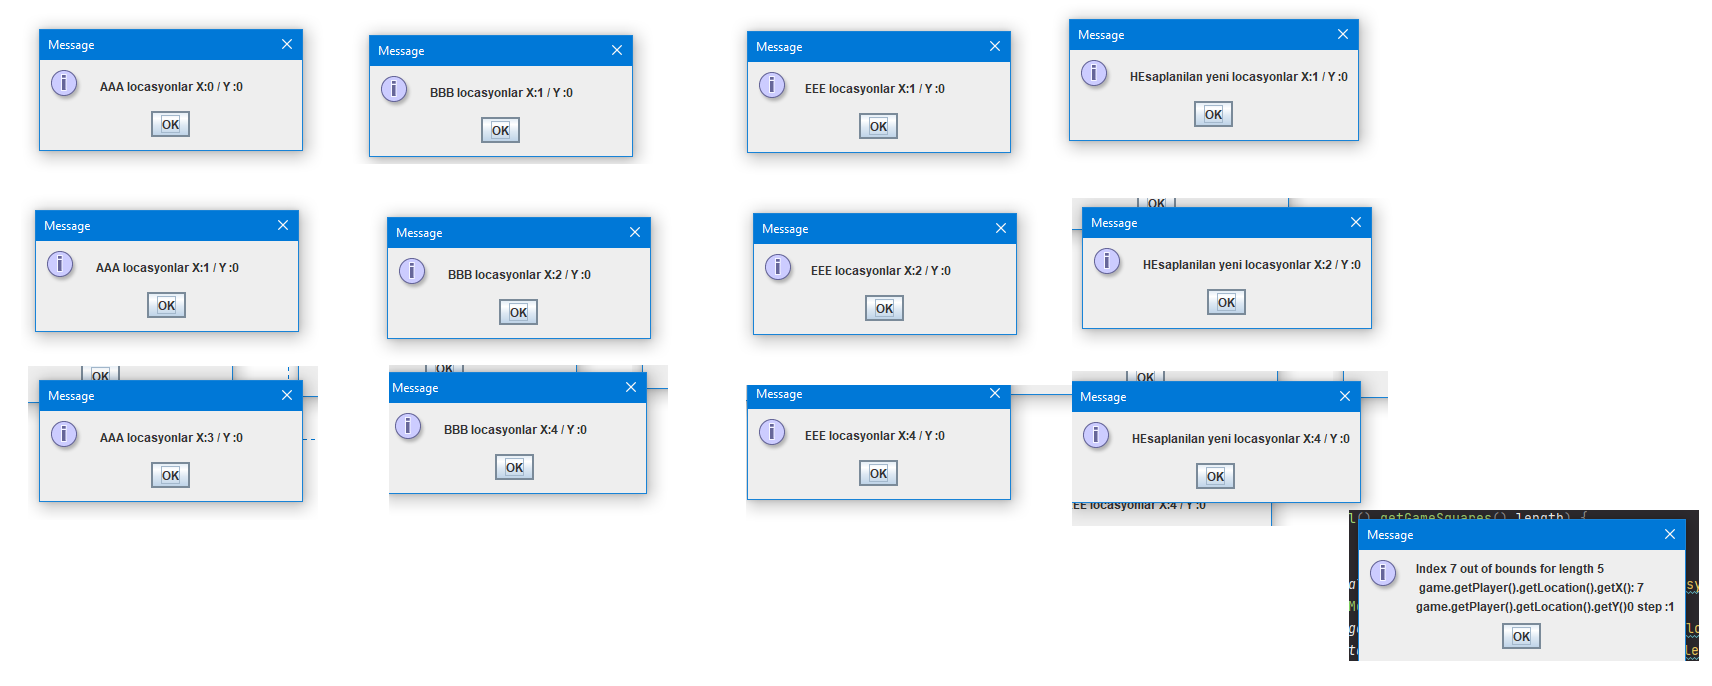 Message
AAA locasyonlar X:0 / Y :0
OK
Message
BBB locasyonlar X:1 / Y :0
OK
Message
EEE locasyonlar X:1 / Y :0
OK
Message
HEsaplanilan yeni locasyonlar X:1 / Y :0
OK
Message
AAA locasyonlar X:1 / Y :0
OK
Message
BBB locasyonlar X:2 / Y :0
OK
Message
EEE locasyonlar X:2 / Y :0
OK
OK
Message
HEsaplanilan yeni locasyonlar X:2 / Y :0
OK
OK
Message
AAA locasyonlar X:3 / Y :0
OK
OK
Message
BBB locasyonlar X:4 / Y :0
OK
Message
EEE locasyonlar X:4 / Y :0
OK
OK
Message
HEsaplanilan yeni locasyonlar X:4 / Y :0
OK
EEE locasyonlar X:4 / Y :0
l().getGameSquares().length) {
Message
Index 7 out of bounds for length 5
game.getPlayer().getLocation().getX(): 7
game.getPlayer().getLocation().getY()0 step :1
OK